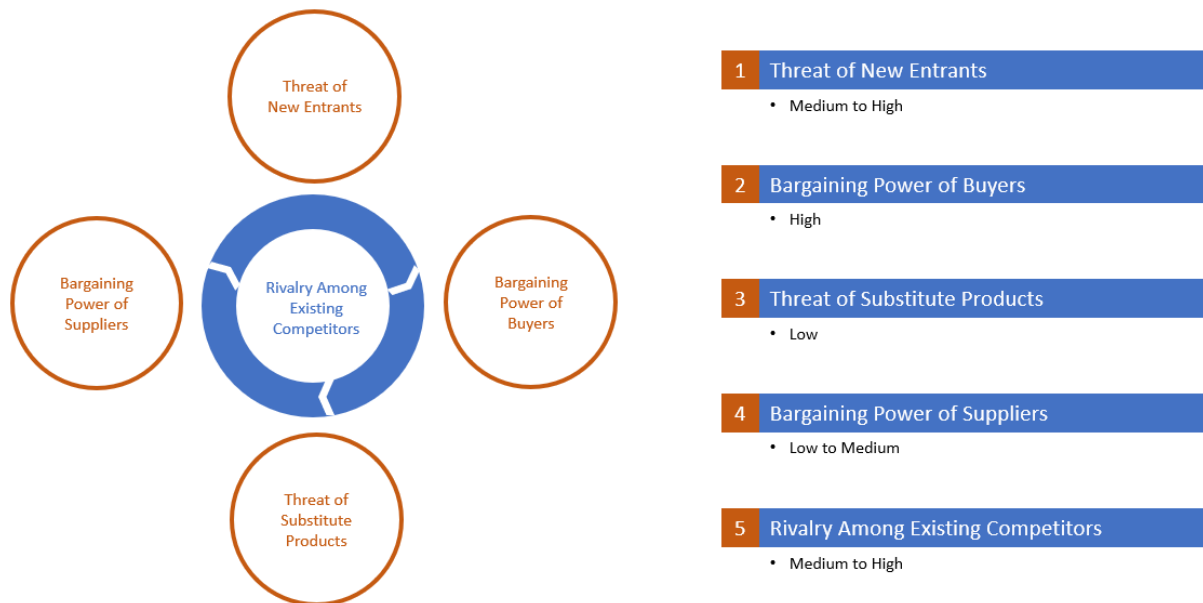 Threat of
New Entrants
Bargaining
Power of
Suppliers
Rivalry Among
Existing
Competitors
Bargaining
Power of
Buyers
Threat of
Substitute
Products
1 Threat of New Entrants
• Medium to High
2 Bargaining Power of Buyers
• High
3 Threat of Substitute Products
• Low
4 Bargaining Power of Suppliers
• Low to Medium
5 Rivalry Among Existing Competitors
• Medium to High